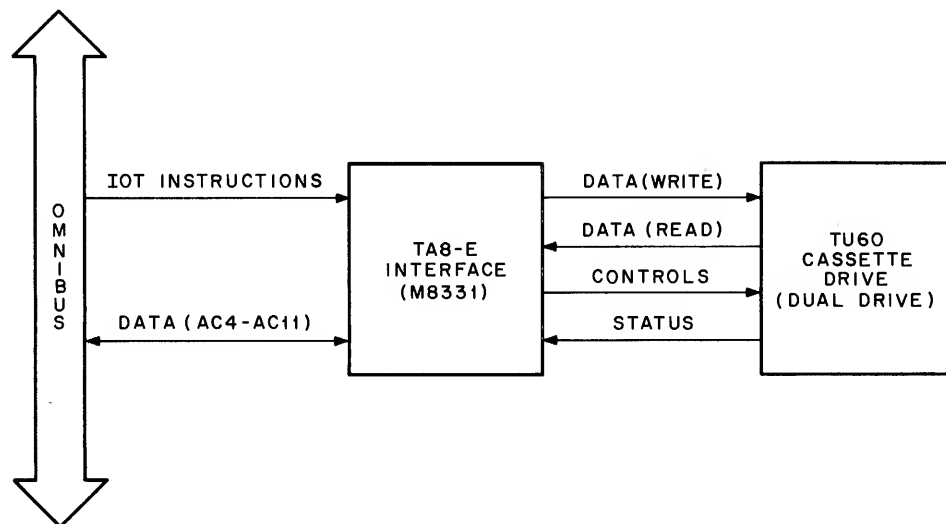 OMNIBUS
IOT INSTRUCTIONS
DATA (AC4-AC11)
TA8-E
INTERFACE
(M8331)
DATA(WRITE)
DATA (READ)
CONTROLS
STATUS
TU60
CASSETTE
DRIVE
(DUAL DRIVE)